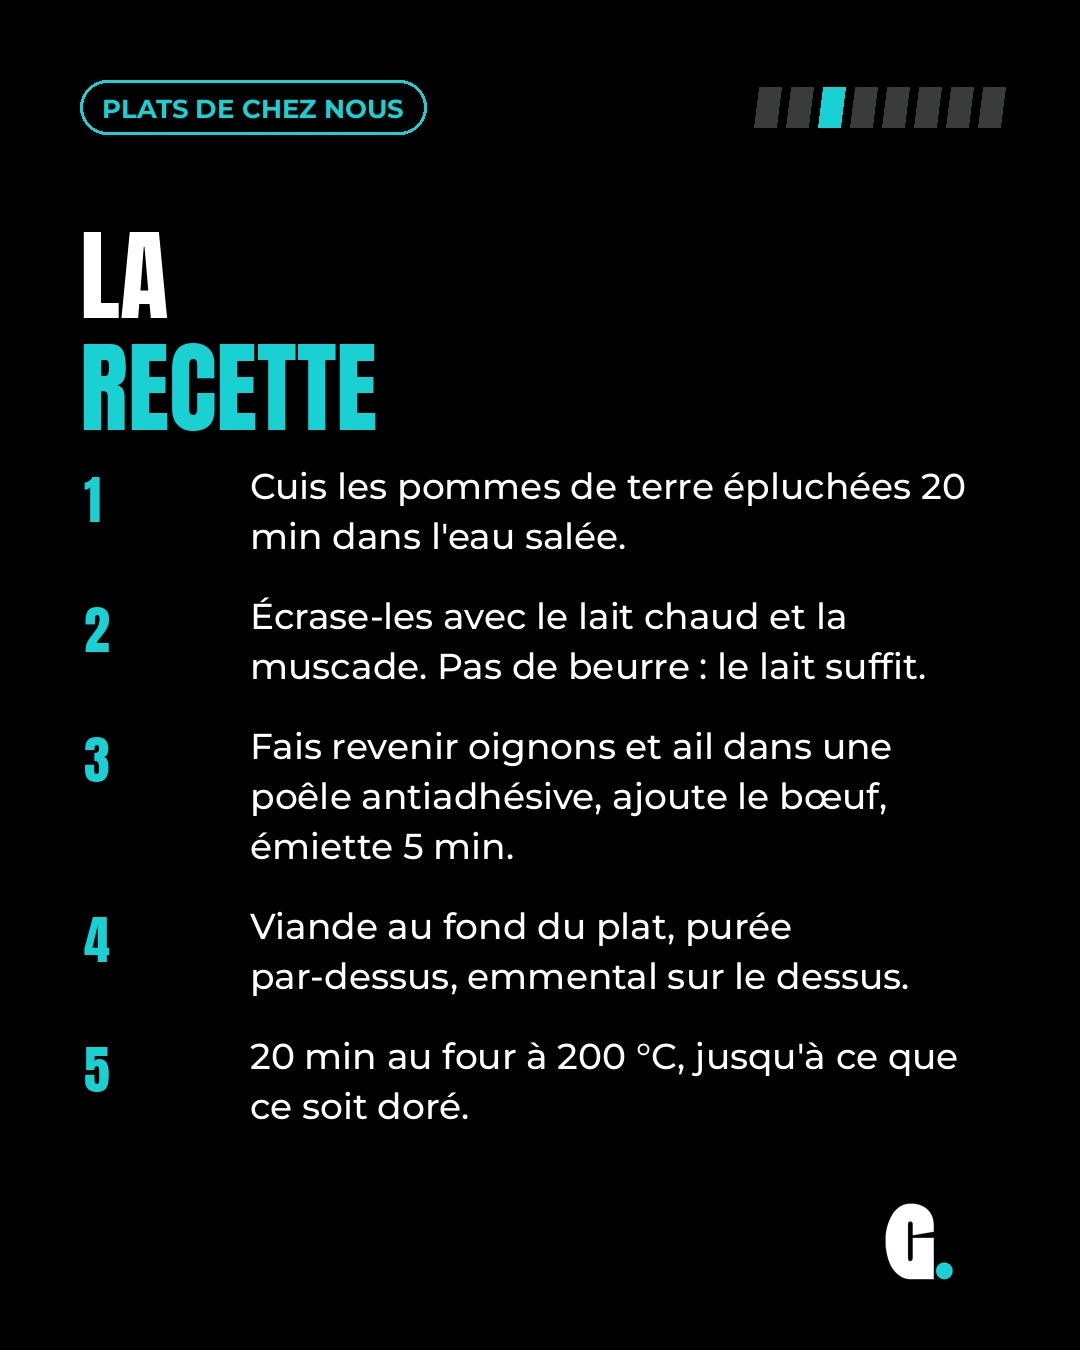 PLATS DE CHEZ NOUS
LA
RECETTE
1
Cuis les pommes de terre épluchées 20
min dans l'eau salée.
2
Écrase-les avec le lait chaud et la
muscade. Pas de beurre : le lait suffit.
3
Fais revenir oignons et ail dans une
poêle antiadhésive, ajoute le bœuf,
émiette 5 min.
4
Viande au fond du plat, purée
par-dessus, emmental sur le dessus.
5
20 min au four à 200 °C, jusqu'à ce que
ce soit doré.
G.